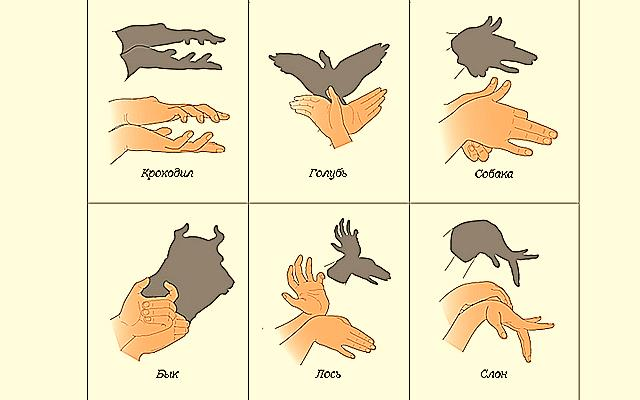 Крокодил
Голубь
Собака
Бык
Лось
Слон